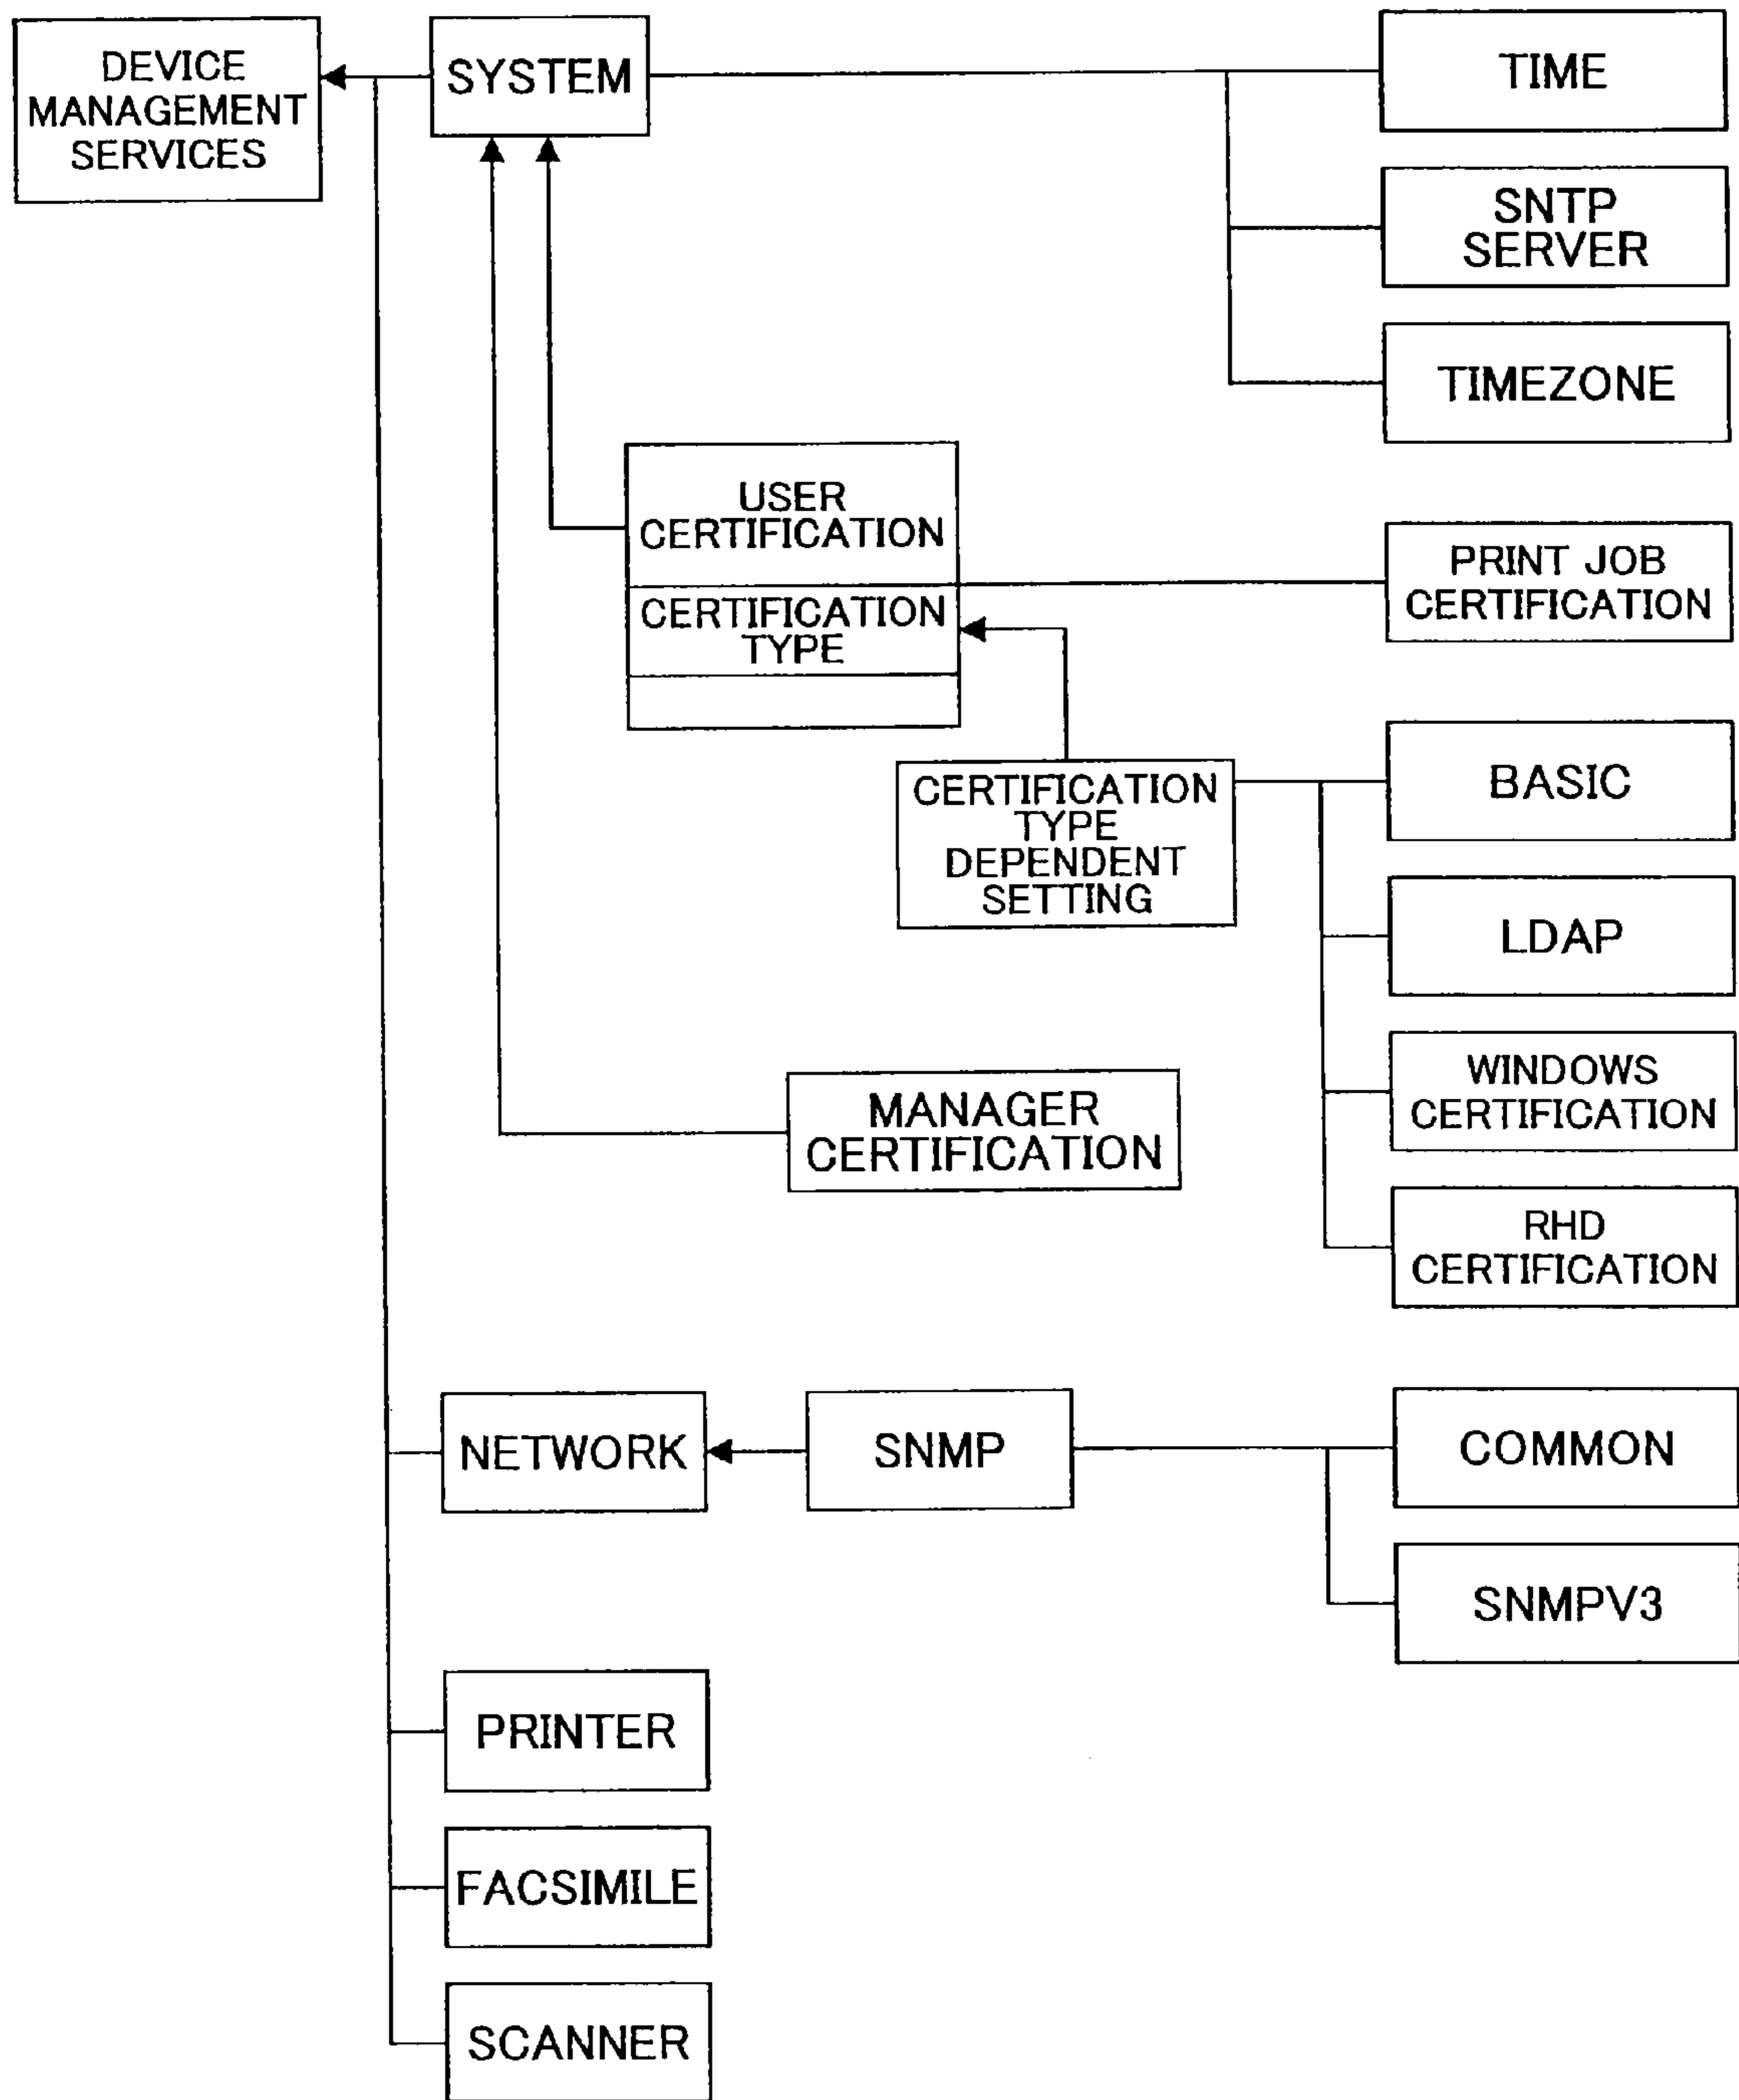 DEVICE
MANAGEMENT
SERVICES
SYSTEM
TIME
SNTP
SERVER
TIMEZONE
USER
CERTIFICATION
CERTIFICATION
TYPE
PRINT JOB
CERTIFICATION
CERTIFICATION
TYPE
DEPENDENT
SETTING
BASIC
LDAP
WINDOWS
CERTIFICATION
RHD
CERTIFICATION
MANAGER
CERTIFICATION
NETWORK
SNMP
COMMON
SNMPV3
PRINTER
FACSIMILE
SCANNER